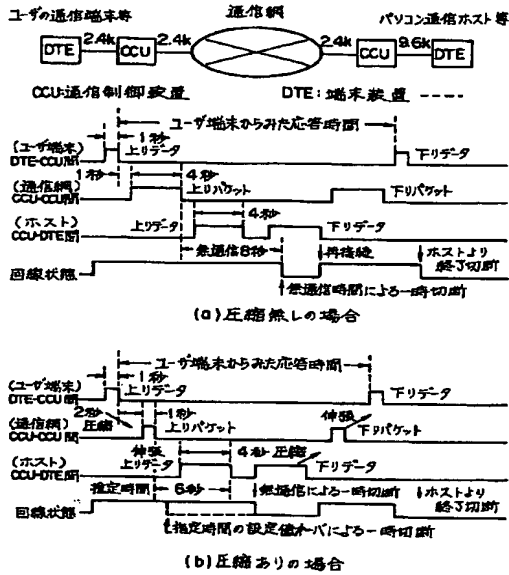 ユーザの通信端末等
通信網
パソコン通信ホスト等
DTE 2.4k CCU 2.4k 2.4k CCU 9.6k DTE
CCU:通信制御装置 DTE:端末装置
ユーザ端末からみた応答時間
(ユーザ端末)
DTE-CCU間
1秒
上りデータ
下りデータ
1秒
4秒
(通信網)
CCU-CCU間
上りパケット
下りパケット
(ホスト)
CCU-DTE間
上りデータ
4秒
下りデータ
無通信8秒
再接続
ホストより
終了切断
回線状態
無通信時間による一時切断
(a)圧縮無しの場合
ユーザ端末からみた応答時間
(ユーザ端末)
DTE-CCU間
1秒
上りデータ
下りデータ
2秒
圧縮
1秒
伸張
(通信網)
CCU-CCU間
上りパケット
下りパケット
伸張
4秒
圧縮
(ホスト)
CCU-DTE間
上りデータ
下りデータ
推定時間
6秒
無通信による一時切断
ホストより
終了切断
回線状態
推定時間の設定値オーバによる一時切断
(b)圧縮ありの場合